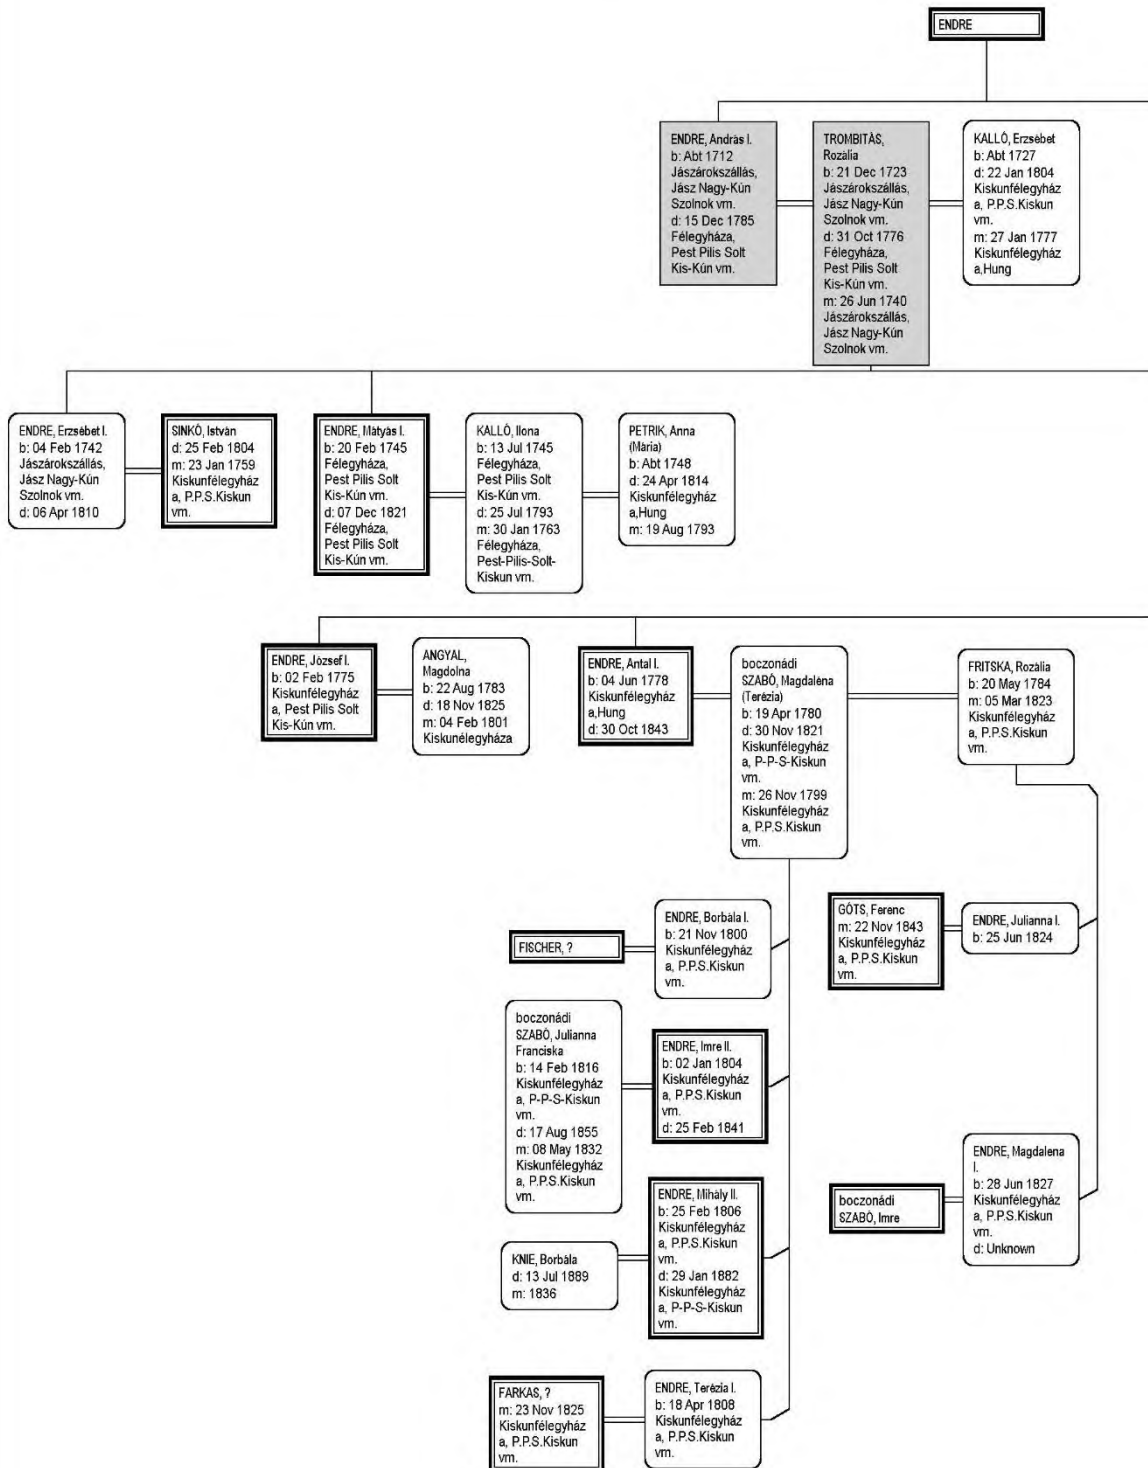 ENDRE
ENDRE, András I.
b: Abt 1712
Jászárokszállás,
Jász Nagy-Kún
Szolnok vm.
d: 15 Dec 1785
Félegyháza,
Pest Pilis Solt
Kis-Kún vm.
TROMBITÀS,
Rozàlia
b: 21 Dec 1723
Jászárokszállás,
Jász Nagy-Kún
Szolnok vm.
d: 31 Oct 1776
Félegyháza,
Pest Pilis Solt
Kis-Kún vm.
m: 26 Jun 1740
Jászárokszállás,
Jász Nagy-Kún
Szolnok vm.
KALLÓ, Erzsébet
b: Abt 1727
d: 22 Jan 1804
Kiskunfélegyház
a, P.P.S.Kiskun
vm.
m: 27 Jan 1777
Kiskunfélegyház
a,Hung
ENDRE, Erzsébet I.
b: 04 Feb 1742
Jászárokszállás,
Jász Nagy-Kún
Szolnok vm.
d: 06 Apr 1810
SINKÓ, István
d: 25 Feb 1804
m: 23 Jan 1759
Kiskunfélegyház
a, P.P.S.Kiskun
vm.
ENDRE, Mátyás I.
b: 20 Feb 1745
Félegyháza,
Pest Pilis Solt
Kis-Kún vm.
d: 07 Dec 1821
Félegyháza,
Pest Pilis Solt
Kis-Kún vm.
KALLÓ, Ilona
b: 13 Jul 1745
Félegyháza,
Pest Pilis Solt
Kis-Kún vm.
d: 25 Jul 1793
m: 30 Jan 1763
Félegyháza,
Pest-Pilis-Solt-
Kiskun vm.
PETRIK, Anna
(Mária)
b: Abt 1748
d: 24 Apr 1814
Kiskunfélegyház
a,Hung
m: 19 Aug 1793
ENDRE, József I.
b: 02 Feb 1775
Kiskunfélegyház
a, Pest Pilis Solt
Kis-Kún vm.
ANGYAL,
Magdolna
b: 22 Aug 1783
d: 18 Nov 1825
m: 04 Feb 1801
Kiskunélegyháza
ENDRE, Antal I.
b: 04 Jun 1778
Kiskunfélegyház
a,Hung
d: 30 Oct 1843
boczonádi
SZABÓ, Magdaléna
(Terézia)
b: 19 Apr 1780
d: 30 Nov 1821
Kiskunfélegyház
a, P-P-S-Kiskun
vm.
m: 26 Nov 1799
Kiskunfélegyház
a, P.P.S.Kiskun
vm.
FRITSKA, Rozàlia
b: 20 May 1784
m: 05 Mar 1823
Kiskunfélegyház
a, P.P.S.Kiskun
vm.
FISCHER, ?
ENDRE, Borbàla I.
b: 21 Nov 1800
Kiskunfélegyház
a, P.P.S.Kiskun
vm.
GÓTS, Ferenc
m: 22 Nov 1843
Kiskunfélegyház
a, P.P.S.Kiskun
vm.
ENDRE, Julianna I.
b: 25 Jun 1824
boczonádi
SZABÓ, Julianna
Franciska
b: 14 Feb 1816
Kiskunfélegyház
a, P-P-S-Kiskun
vm.
d: 17 Aug 1855
m: 08 May 1832
Kiskunfélegyház
a, P.P.S.Kiskun
vm.
ENDRE, Imre II.
b: 02 Jan 1804
Kiskunfélegyház
a, P.P.S.Kiskun
vm.
d: 25 Feb 1841
boczonádi
SZABÓ, Imre
ENDRE, Magdalena
I.
b: 28 Jun 1827
Kiskunfélegyház
a, P.P.S.Kiskun
vm.
d: Unknown
KNIE, Borbàla
d: 13 Jul 1889
m: 1836
ENDRE, Mihály II.
b: 25 Feb 1806
Kiskunfélegyház
a, P.P.S.Kiskun
vm.
d: 29 Jan 1882
Kiskunfélegyház
a, P-P-S-Kiskun
vm.
FARKAS, ?
m: 23 Nov 1825
Kiskunfélegyház
a, P.P.S.Kiskun
vm.
ENDRE, Terézia I.
b: 18 Apr 1808
Kiskunfélegyház
a, P.P.S.Kiskun
vm.